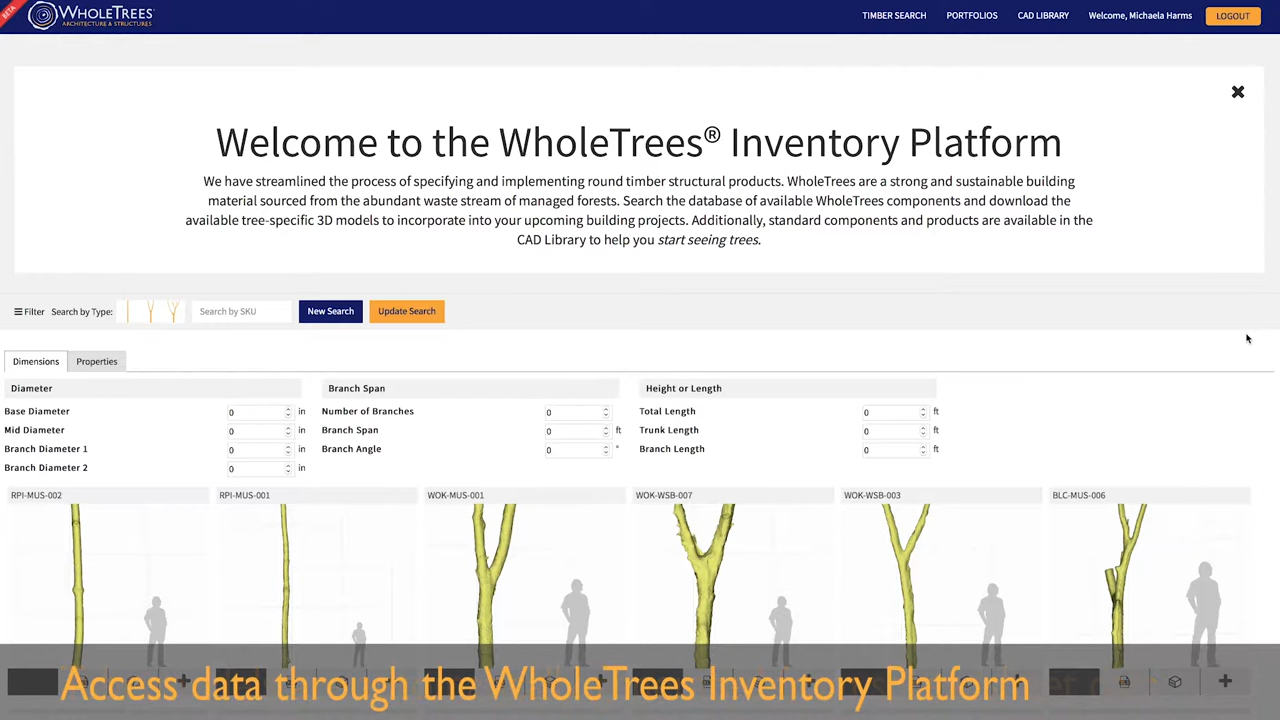 BETA
WHOLETREES
ARCHITECTURE & STRUCTURES
TIMBER SEARCH PORTFOLIOS CAD LIBRARY Welcome, Michaela Harms LOGOUT
Welcome to the WholeTrees® Inventory Platform
We have streamlined the process of specifying and implementing round timber structural products. WholeTrees are a strong and sustainable building
material sourced from the abundant waste stream of managed forests. Search the database of available WholeTrees components and download the
available tree-specific 3D models to incorporate into your upcoming building projects. Additionally, standard components and products are available in the
CAD Library to help you start seeing trees.
Filter Search by Type: Search by SKU New Search Update Search
Dimensions Properties
Diameter Branch Span Height or Length
Base Diameter 0 in Number of Branches 0 Total Length 0 ft
Mid Diameter 0 in Branch Span 0 ft Trunk Length 0 ft
Branch Diameter 1 0 in Branch Angle 0 ° Branch Length 0 ft
Branch Diameter 2 0 in
RPI-MUS-002 RPI-MUS-001 WOK-MUS-001 WOK-WSB-007 WOK-WSB-003 BLC-MUS-006
Access data through the WholeTrees Inventory Platform